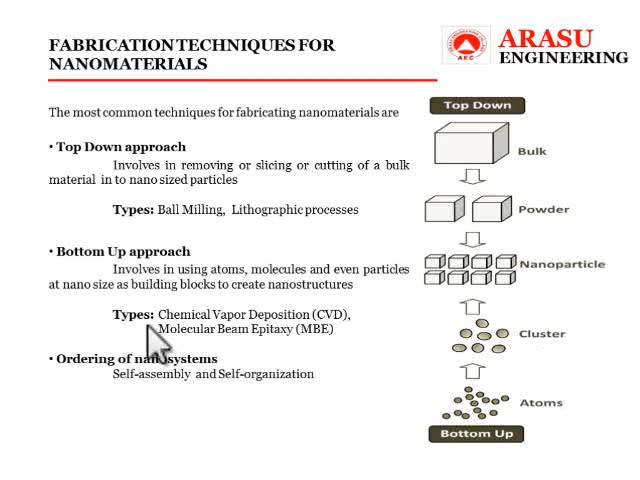 FABRICATION TECHNIQUES FOR
NANOMATERIALS
ARASU
ENGINEERING
AEC
The most common techniques for fabricating nanomaterials are
• Top Down approach
Involves in removing or slicing or cutting of a bulk
material in to nano sized particles
Types: Ball Milling, Lithographic processes
• Bottom Up approach
Involves in using atoms, molecules and even particles
at nano size as building blocks to create nanostructures
Types: Chemical Vapor Deposition (CVD),
Molecular Beam Epitaxy (MBE)
• Ordering of nanosystems
Self-assembly and Self-organization
Top Down
Bulk
Powder
Nanoparticle
Cluster
Atoms
Bottom Up